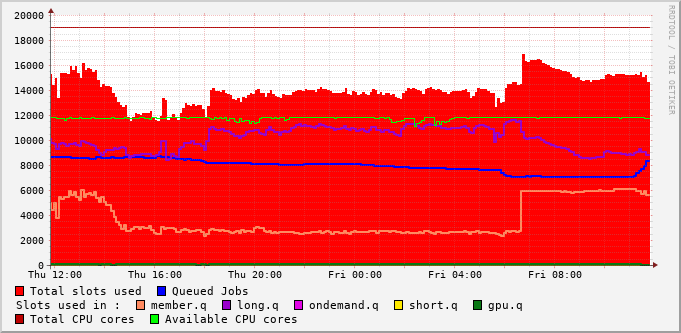 20000
18000
16000
14000
12000
10000
8000
6000
4000
2000
0
Thu 12:00 Thu 16:00 Thu 20:00 Fri 00:00 Fri 04:00 Fri 08:00
Total slots used Queued Jobs
Slots used in : member.q long.q ondemand.q short.q gpu.q
Total CPU cores Available CPU cores
RRDTOOL / TOBI OETIKER